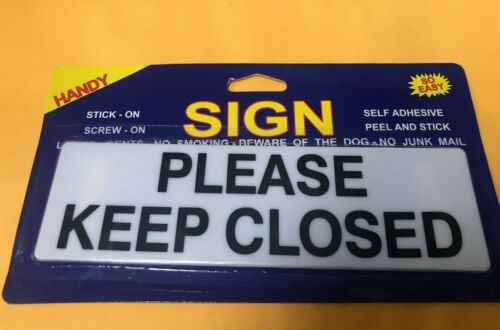 HANDY
SO EASY
STICK - ON
SIGN
SELF ADHESIVE
SCREW - ON
PEEL AND STICK
NO SMOKING - BEWARE OF THE DOG - NO JUNK MAIL
PLEASE
KEEP CLOSED